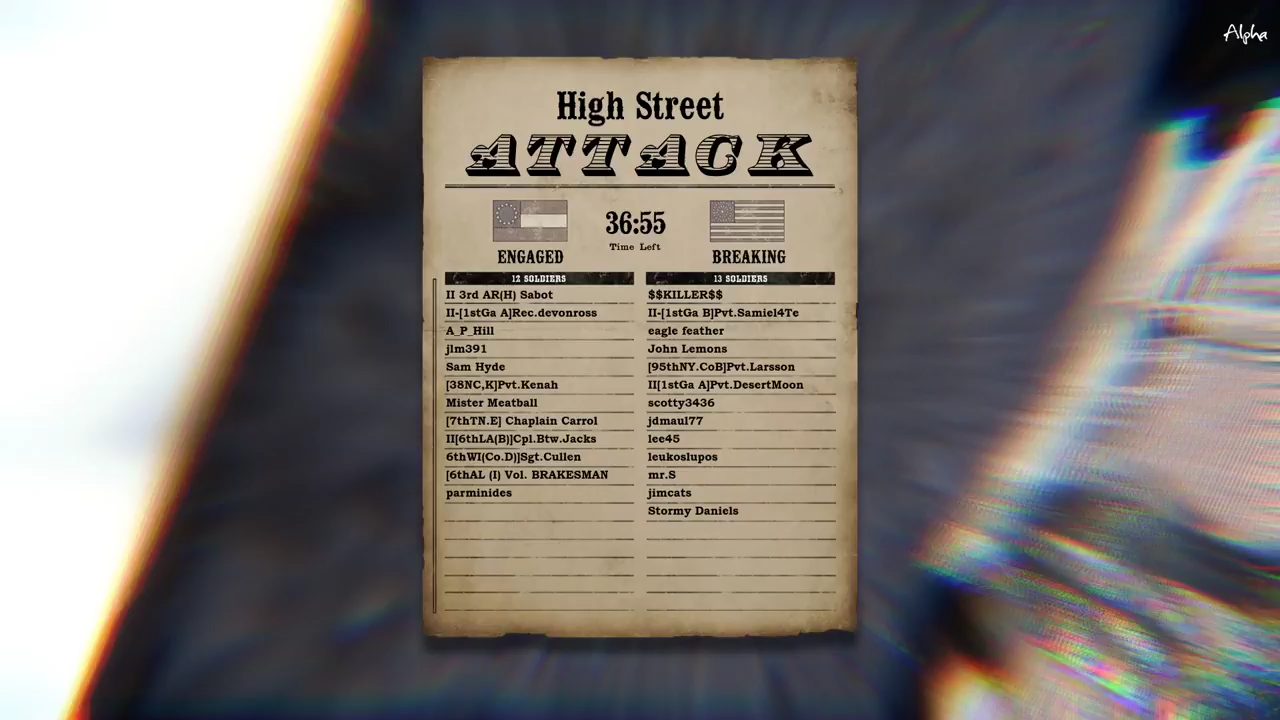 Alpha
High Street
ATTACK
36:55
Time Left
ENGAGED
BREAKING
12 SOLDIERS
13 SOLDIERS
II 3rd AR(H) Sabot
II-[1stGa A]Rec.devonross
A_P_Hill
jlm391
Sam Hyde
[38NC,K]Pvt.Kenah
Mister Meatball
[7thTN.E] Chaplain Carrol
II[6thLA(B)]Cpl.Btw.Jacks
6thWI(Co.D)]Sgt.Cullen
[6thAL (I) Vol. BRAKESMAN
parminides
$$KILLER$$
II-[1stGa B]Pvt.Samiel4Te
eagle feather
John Lemons
[95thNY.CoB]Pvt.Larsson
II[1stGa A]Pvt.DesertMoon
scotty3436
jdmaul77
lee45
leukoslupos
mr.S
jimcats
Stormy Daniels